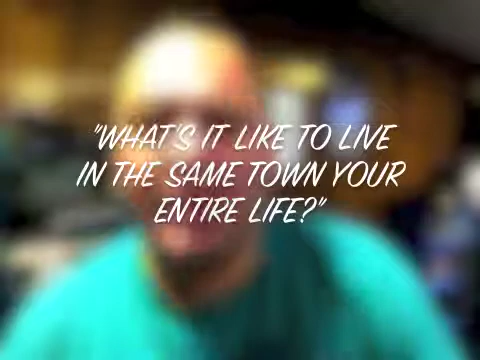 "WHAT'S IT LIKE TO LIVE
IN THE SAME TOWN YOUR
ENTIRE LIFE?"